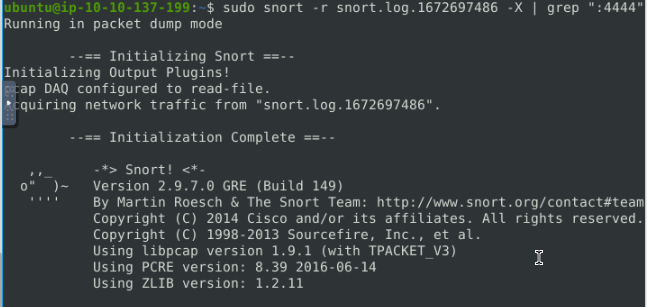 ubuntu@ip-10-10-137-199:~$ sudo snort -r snort.log.1672697486 -X | grep ":4444"
Running in packet dump mode
--== Initializing Snort ==--
Initializing Output Plugins!
pcap DAQ configured to read-file.
cquiring network traffic from "snort.log.1672697486".
--== Initialization Complete ==--
,,_ -*> Snort! <*-
o" )~ Version 2.9.7.0 GRE (Build 149)
'''' By Martin Roesch & The Snort Team: http://www.snort.org/contact#team
Copyright (C) 2014 Cisco and/or its affiliates. All rights reserved.
Copyright (C) 1998-2013 Sourcefire, Inc., et al.
Using libpcap version 1.9.1 (with TPACKET_V3)
Using PCRE version: 8.39 2016-06-14
Using ZLIB version: 1.2.11